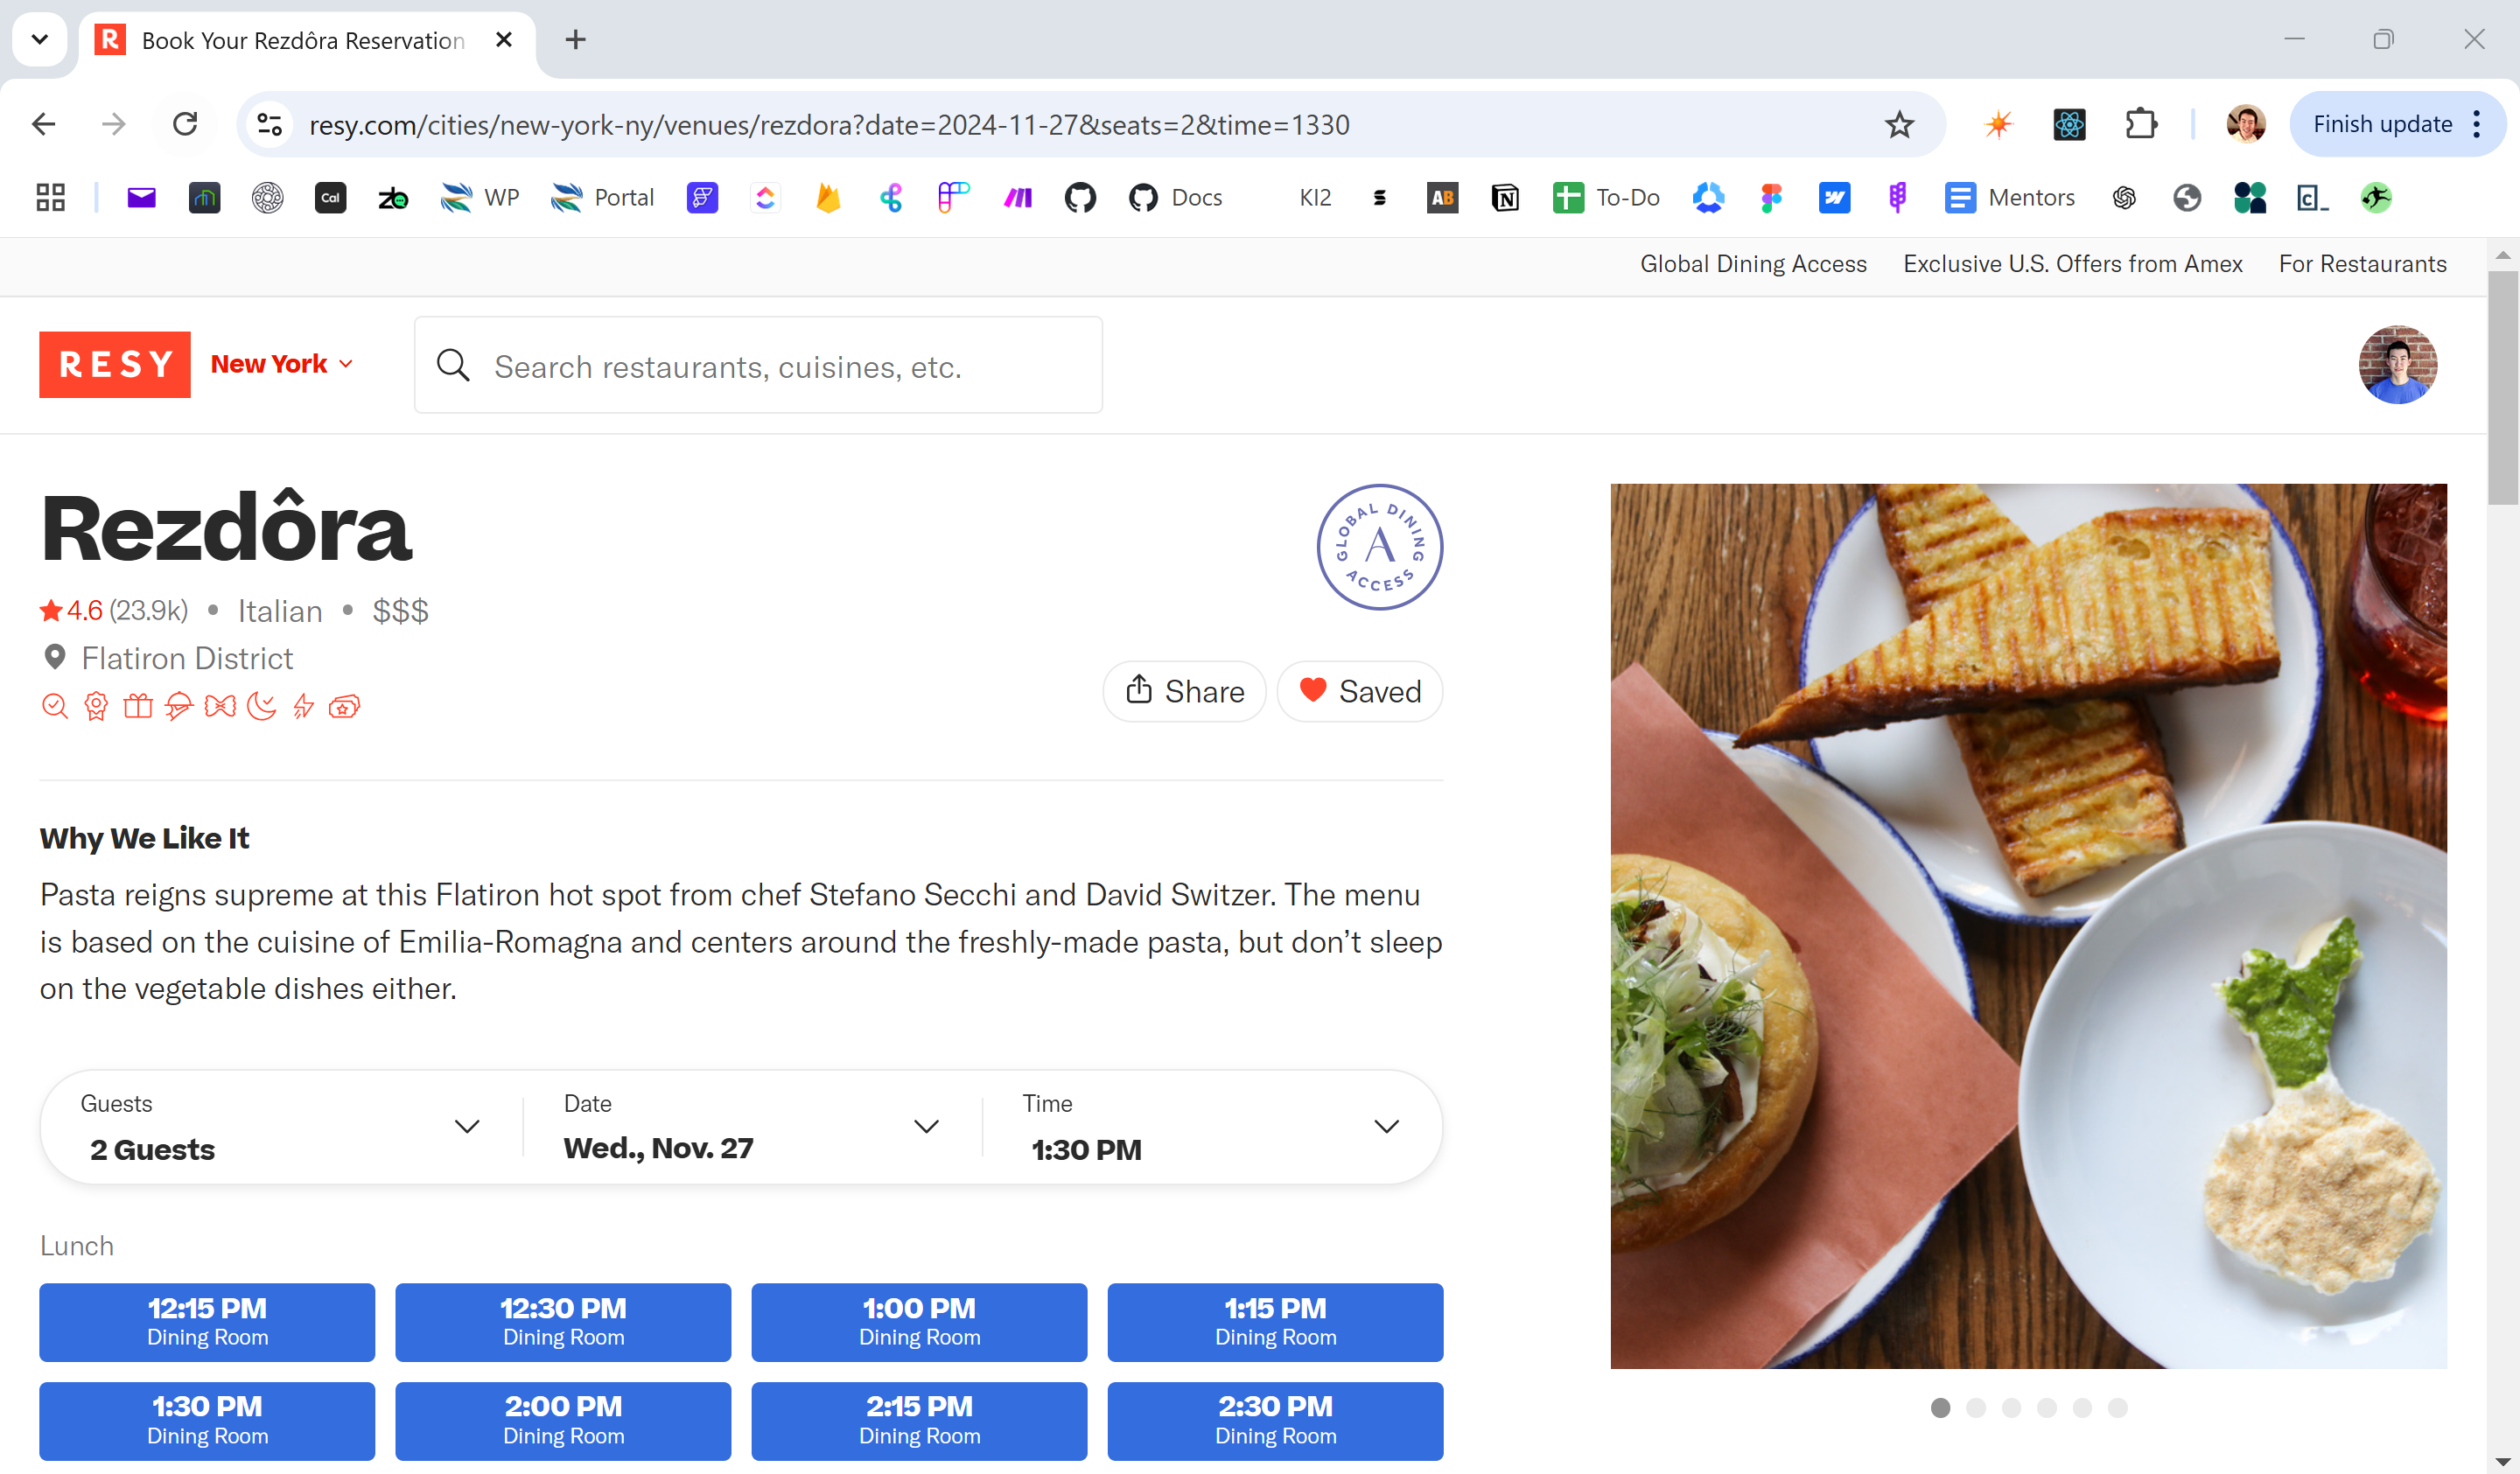 Book Your Rezdôra Reservation
resy.com/cities/new-york-ny/venues/rezdora?date=2024-11-27&seats=2&time=1330
Finish update
Cal
WP
Portal
Docs
KI2
AB
To-Do
Mentors
Global Dining Access
Exclusive U.S. Offers from Amex
For Restaurants
RESY
New York
Search restaurants, cuisines, etc.
Rezdôra
GLOBAL DINING
A
ACCESS
4.6 (23.9k) • Italian • $$$
Flatiron District
Share
Saved
Why We Like It
Pasta reigns supreme at this Flatiron hot spot from chef Stefano Secchi and David Switzer. The menu
is based on the cuisine of Emilia-Romagna and centers around the freshly-made pasta, but don’t sleep
on the vegetable dishes either.
Guests
2 Guests
Date
Wed., Nov. 27
Time
1:30 PM
Lunch
12:15 PM
Dining Room
12:30 PM
Dining Room
1:00 PM
Dining Room
1:15 PM
Dining Room
1:30 PM
Dining Room
2:00 PM
Dining Room
2:15 PM
Dining Room
2:30 PM
Dining Room